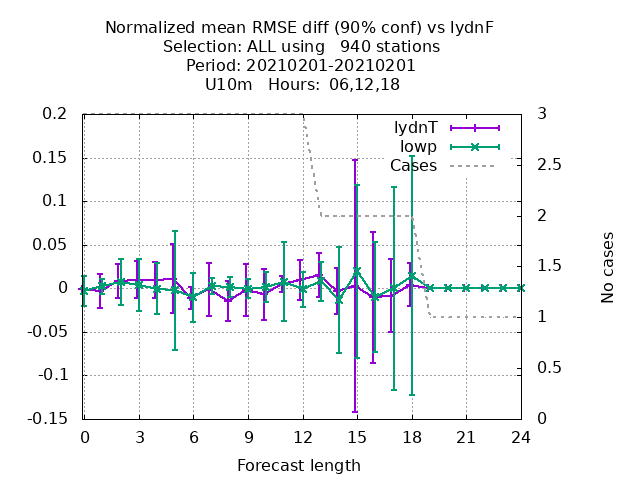 Normalized mean RMSE diff (90% conf) vs lydnF
Selection: ALL using   940 stations
Period: 20210201-20210201
U10m   Hours: 06,12,18
lydnT
lowp
Cases
0.2
0.15
0.1
0.05
0
-0.05
-0.1
-0.15
3
2.5
2
1.5
1
0.5
0
No cases
0 3 6 9 12 15 18 21 24
Forecast length